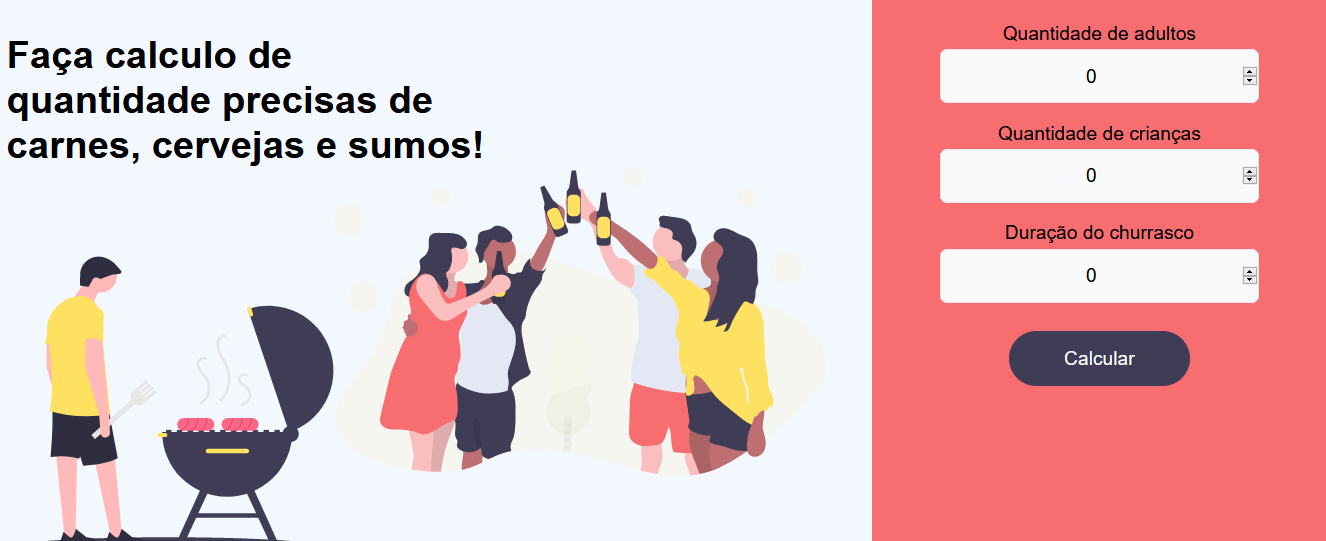 Faça calculo de
quantidade precisas de
carnes, cervejas e sumos!
Quantidade de adultos
0
Quantidade de crianças
0
Duração do churrasco
0
Calcular